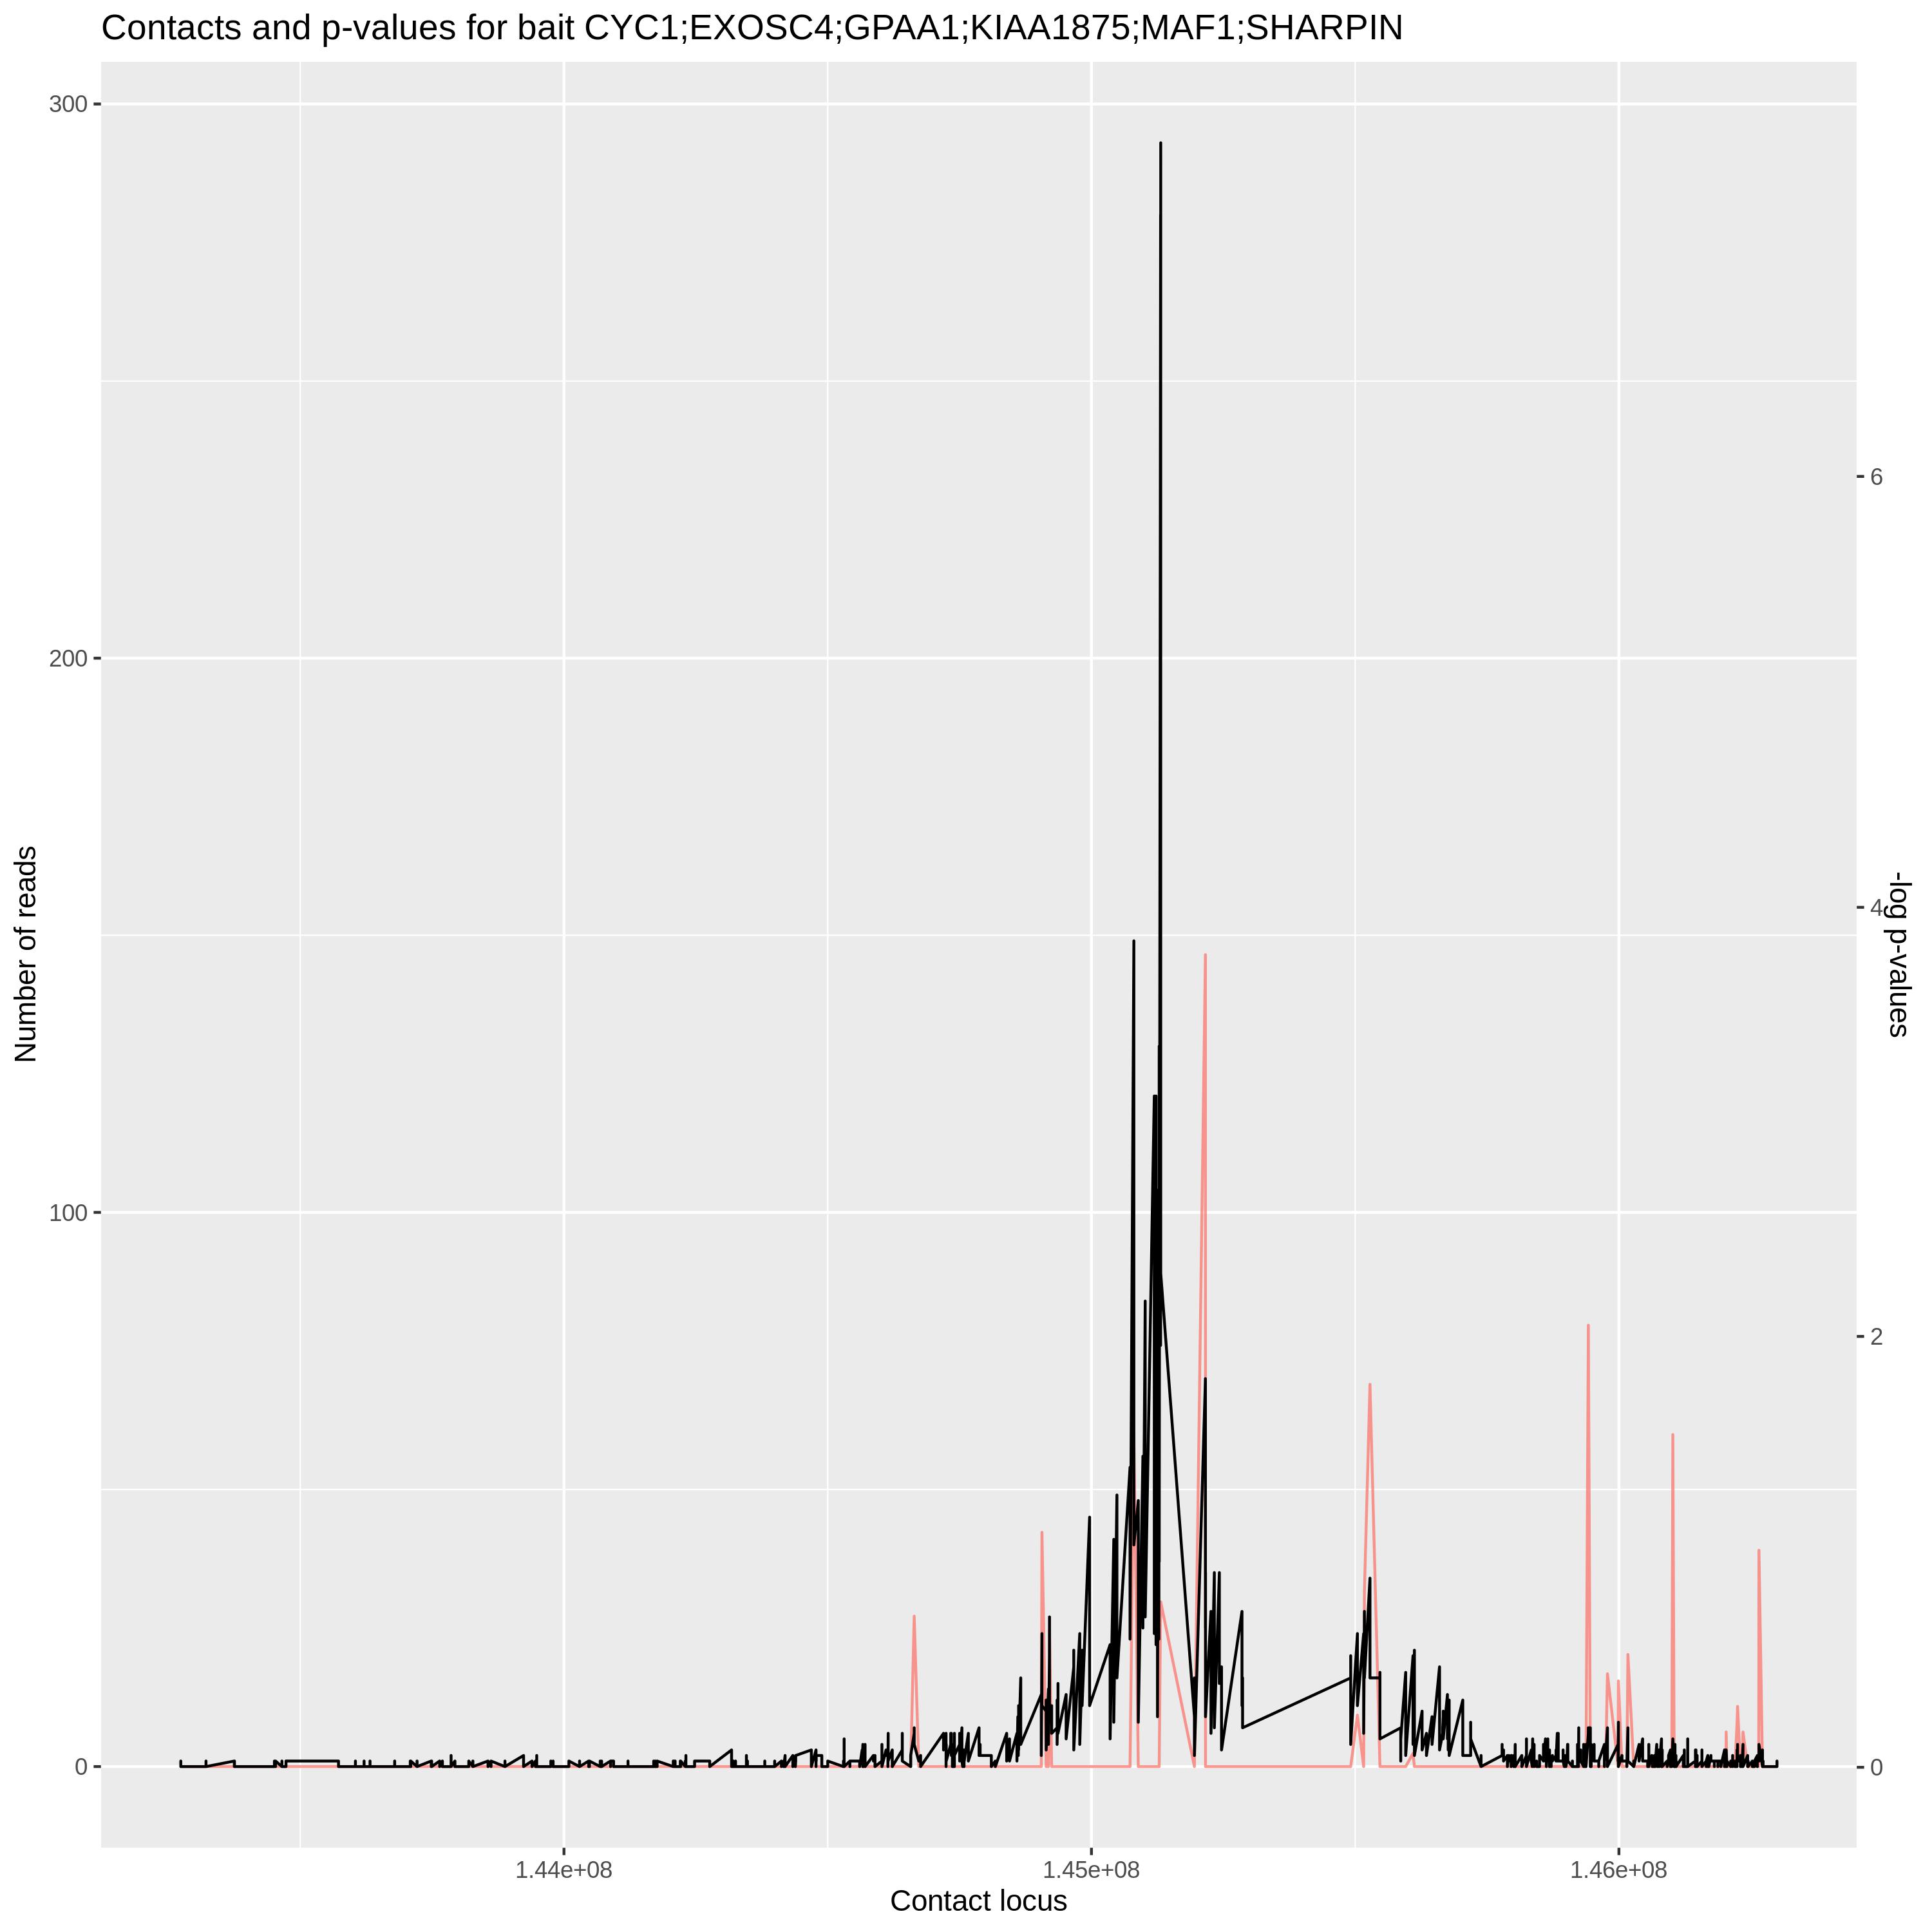 Contacts and p-values for bait CYC1;EXOSC4;GPAA1;KIAA1875;MAF1;SHARPIN
300
200
100
0
Number of reads
6
4
2
0
-log p-values
1.44e+08
1.45e+08
1.46e+08
Contact locus